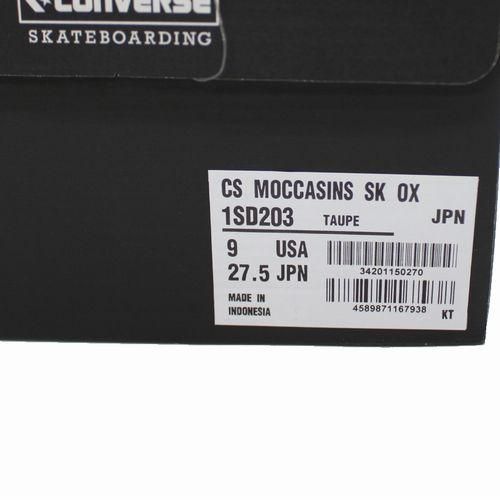 CONVERSE
SKATEBOARDING
CS MOCCASINS SK OX
1SD203 TAUPE JPN
9 USA
27.5 JPN
34201150270
MADE IN
INDONESIA
4589871167938 KT